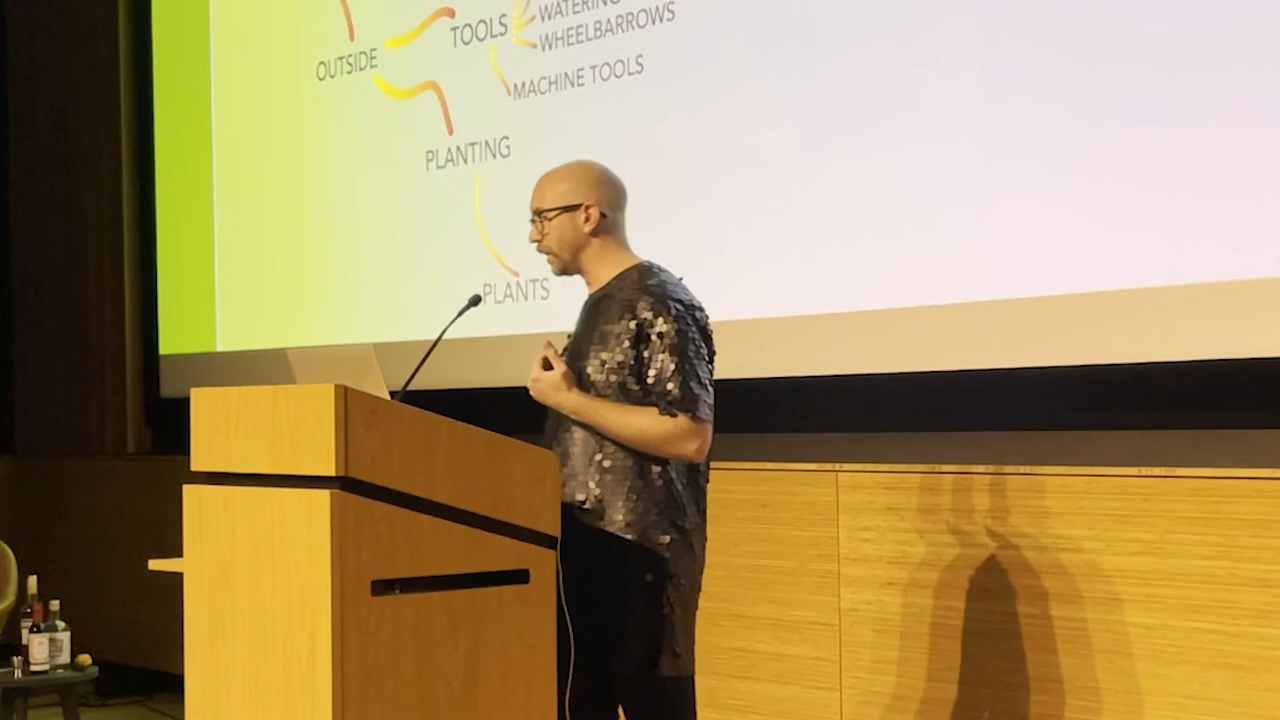 WATERING
WHEELBARROWS
TOOLS
OUTSIDE
MACHINE TOOLS
PLANTING
PLANTS